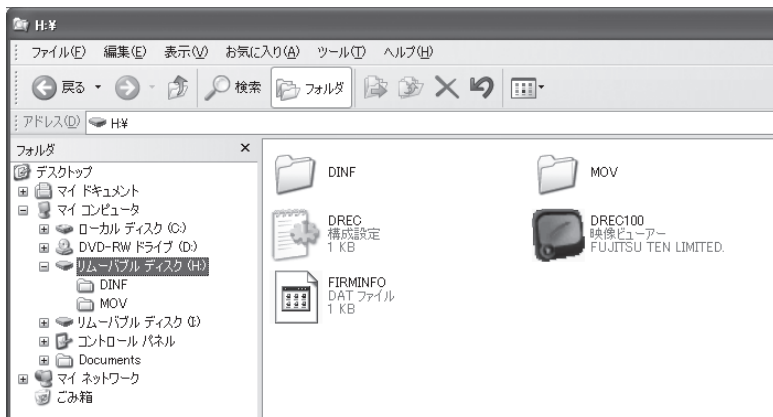 H:¥
ファイル(F) 編集(E) 表示(V) お気に入り(A) ツール(T) ヘルプ(H)
戻る 検索 フォルダ
アドレス(D) H:¥
フォルダ ×
デスクトップ
マイ ドキュメント
マイ コンピュータ
ローカル ディスク (C:)
DVD-RW ドライブ (D:)
リムーバブル ディスク (H:)
DINF
MOV
リムーバブル ディスク (I:)
コントロール パネル
Documents
マイ ネットワーク
ごみ箱
DINF
MOV
DREC
構成設定
1 KB
DREC100
映像ビューアー
FUJITSU TEN LIMITED.
FIRMINFO
DAT ファイル
1 KB